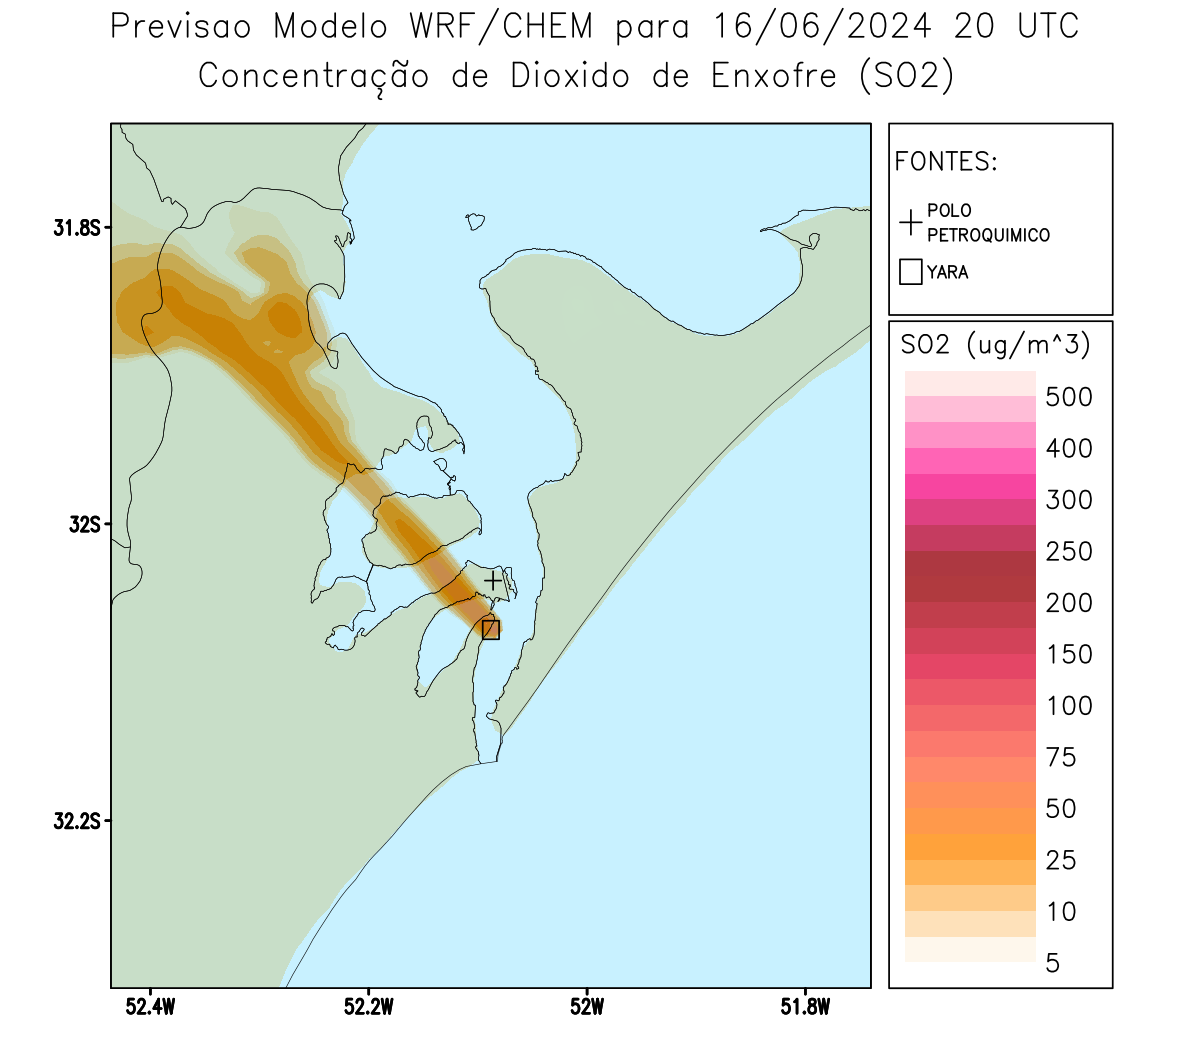 Previsao Modelo WRF/CHEM para 16/06/2024 20 UTC
Concentração de Dioxido de Enxofre (SO2)
FONTES:
POLO
PETROQUIMICO
YARA
SO2 (ug/m^3)
500
400
300
250
200
150
100
75
50
25
10
5
31.8S
32S
32.2S
52.4W
52.2W
52W
51.8W